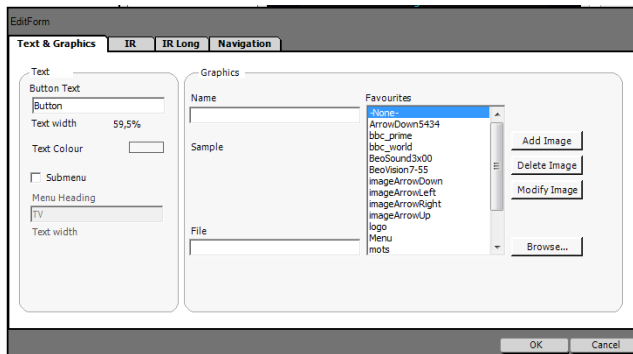 EditForm
Text & Graphics IR IR Long Navigation
Text
Button Text
Button
Text width 59,5%
Text Colour
Submenu
Menu Heading
TV
Text width
Graphics
Name
Sample
File
Favourites
-None-
ArrowDown5434
bbc_prime
bbc_world
BeoSound3x00
BeoVision7-55
imageArrowDown
imageArrowLeft
imageArrowRight
imageArrowUp
logo
Menu
mots
Add Image
Delete Image
Modify Image
Browse...
OK Cancel